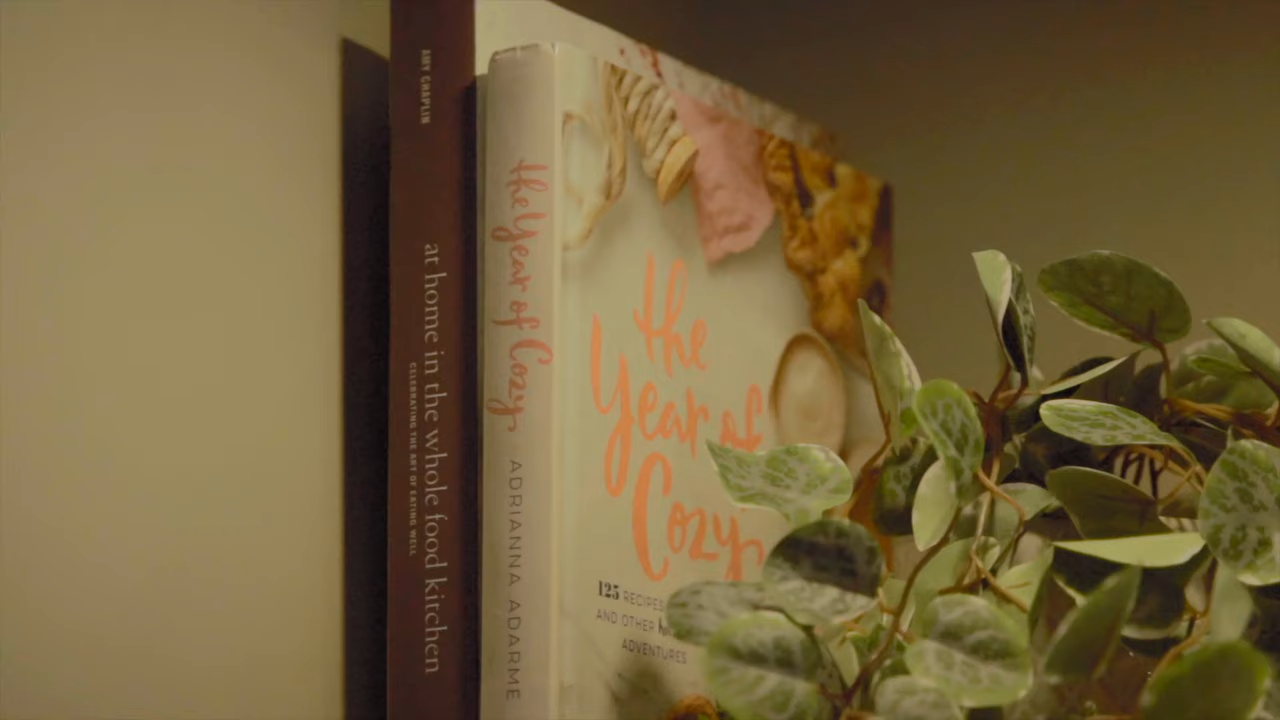 AMY CHAPLIN
at home in the whole food kitchen
CELEBRATING THE ART OF EATING WELL
the Year of Cozy
ADRIANNA ADARME
the
Year of
Cozy
125 RECIPES
AND OTHER
ADVENTURES